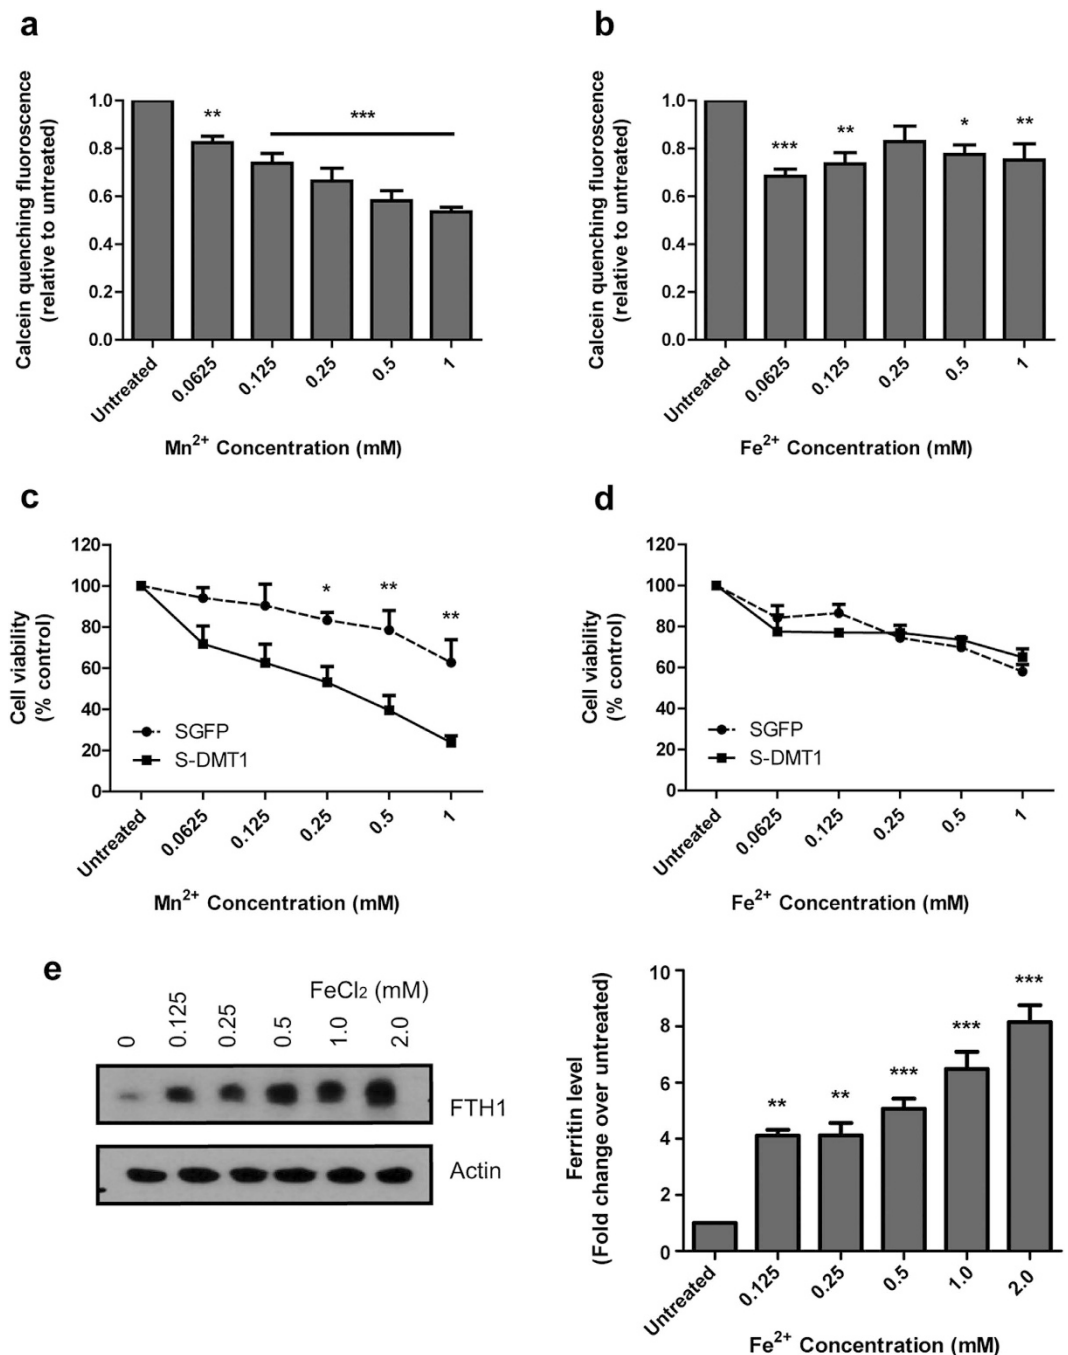 a
Calcein quenching fluoroscence
(relative to untreated)
1.0
0.8
0.6
0.4
0.2
0.0
**
***
Untreated
0.0625
0.125
0.25
0.5
1
Mn2+ Concentration (mM)
b
Calcein quenching fluoroscence
(relative to untreated)
1.0
0.8
0.6
0.4
0.2
0.0
***
**
*
**
Untreated
0.0625
0.125
0.25
0.5
1
Fe2+ Concentration (mM)
c
Cell viability
(% control)
120
100
80
60
40
20
0
*
**
**
SGFP
S-DMT1
Untreated
0.0625
0.125
0.25
0.5
1
Mn2+ Concentration (mM)
d
Cell viability
(% control)
120
100
80
60
40
20
0
SGFP
S-DMT1
Untreated
0.0625
0.125
0.25
0.5
1
Fe2+ Concentration (mM)
e
FeCl2 (mM)
0
0.125
0.25
0.5
1.0
2.0
FTH1
Actin
Ferritin level
(Fold change over untreated)
10
8
6
4
2
0
**
**
***
***
***
Untreated
0.125
0.25
0.5
1.0
2.0
Fe2+ Concentration (mM)